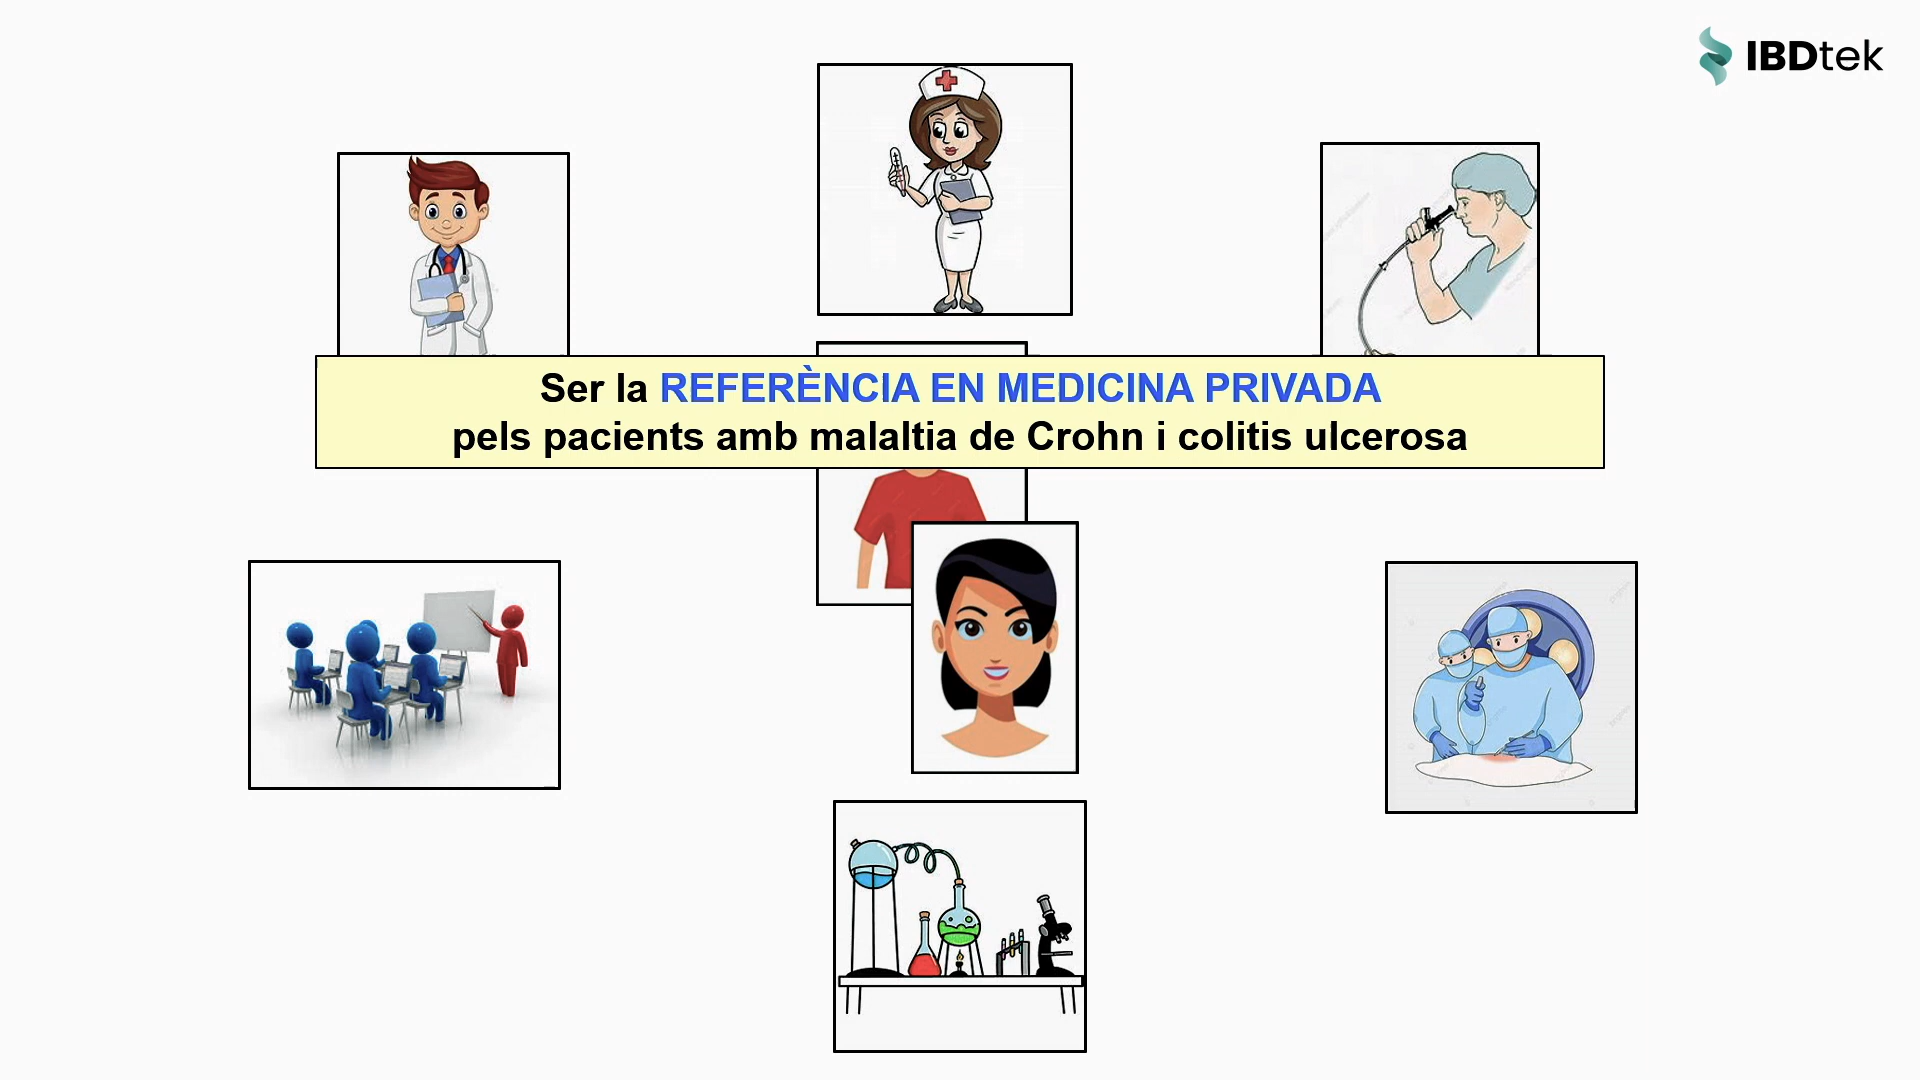 IBDtek
Ser la REFERÈNCIA EN MEDICINA PRIVADA
pels pacients amb malaltia de Crohn i colitis ulcerosa